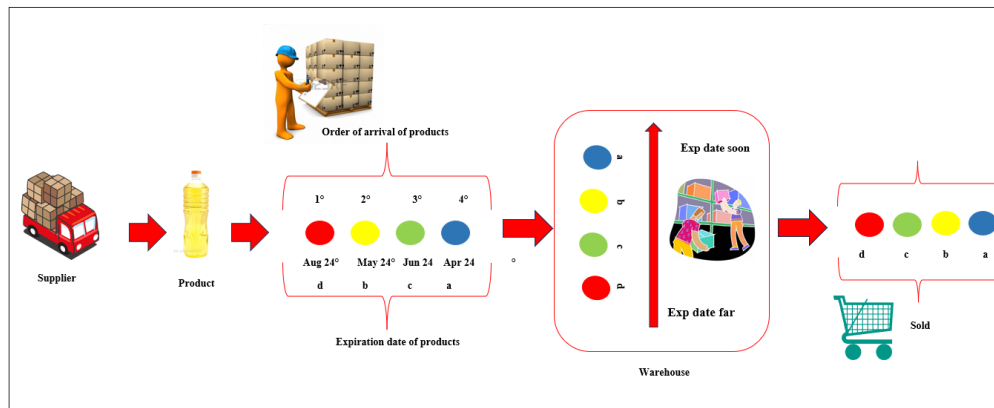 Order of arrival of products
1° 2° 3° 4°
Aug 24° May 24° Jun 24 Apr 24 °
d b c a
Expiration date of products
Supplier
Product
a
b
c
d
Exp date soon
Exp date far
Warehouse
d c b a
Sold